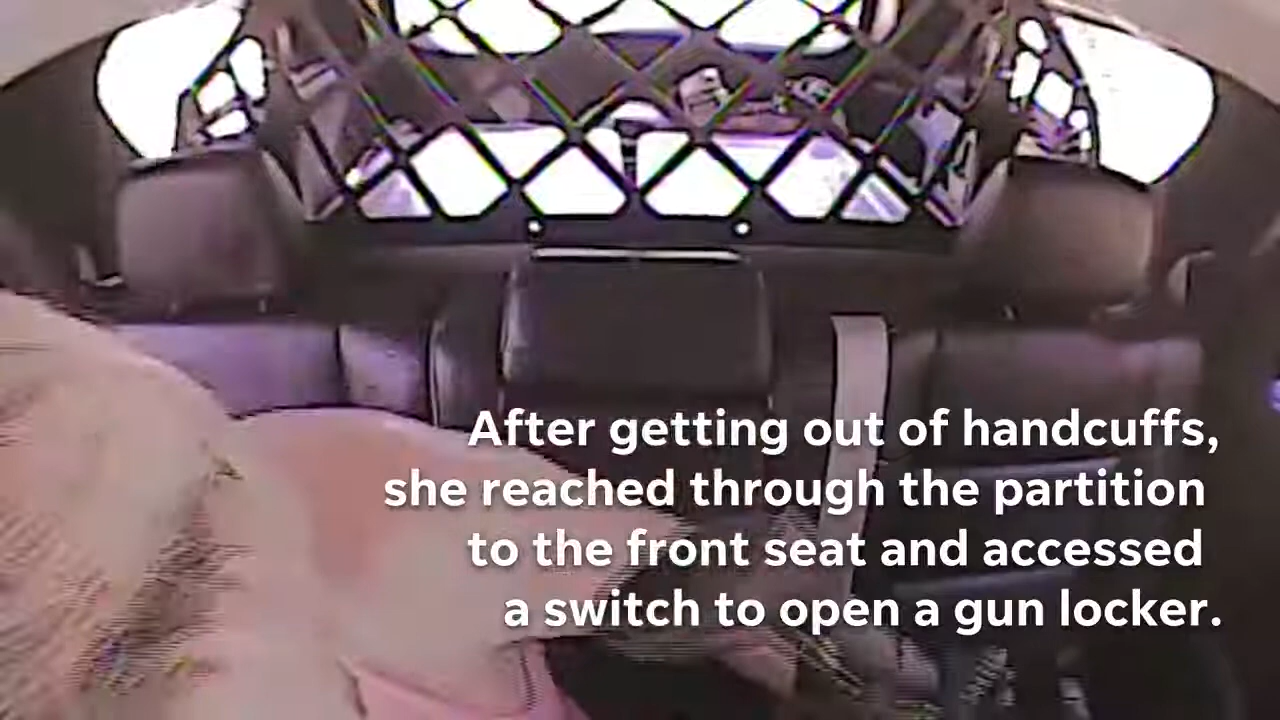 After getting out of handcuffs,
she reached through the partition
to the front seat and accessed
a switch to open a gun locker.